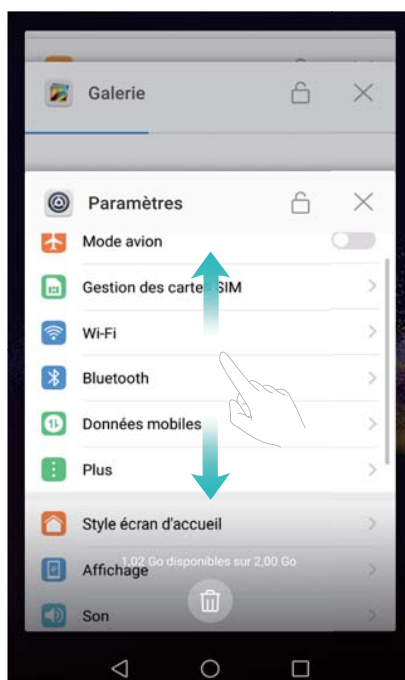 Galerie
Paramètres
Mode avion
Gestion des cartes SIM
Wi-Fi
Bluetooth
Données mobiles
Plus
Style écran d'accueil
1,02 Go disponibles sur 2,00 Go
Affichage
Son